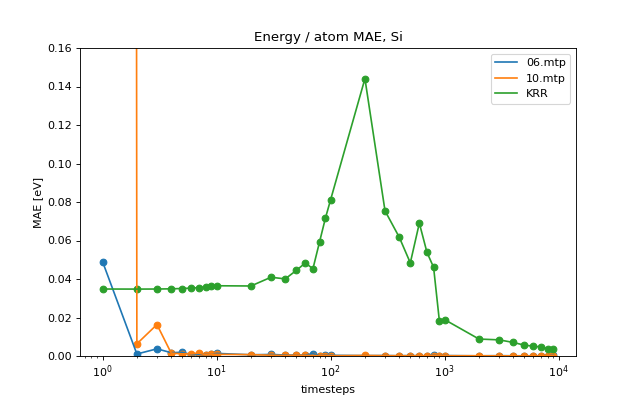 Energy / atom MAE, Si
06.mtp
10.mtp
KRR
MAE [eV]
0.16
0.14
0.12
0.10
0.08
0.06
0.04
0.02
0.00
10⁰ 10¹ 10² 10³ 10⁴
timesteps